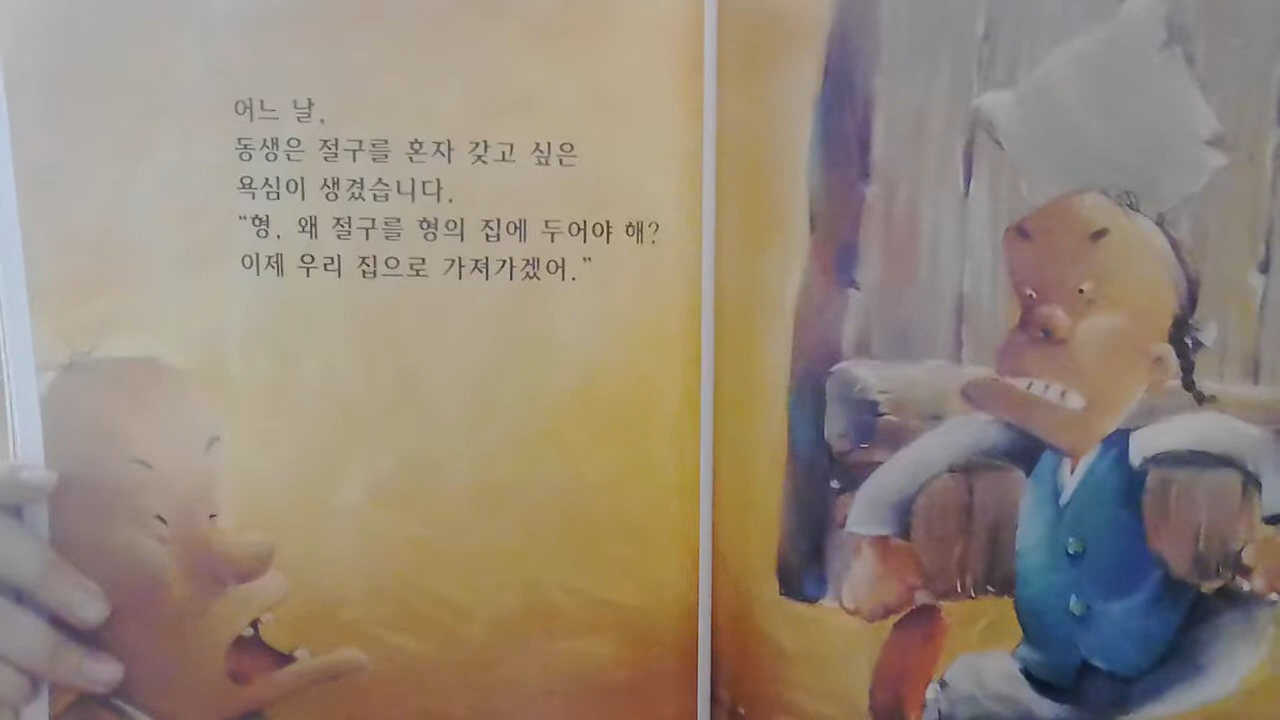 어느 날,
동생은 절구를 혼자 갖고 싶은
욕심이 생겼습니다.
“형, 왜 절구를 형의 집에 두어야 해?
이제 우리 집으로 가져가겠어.”